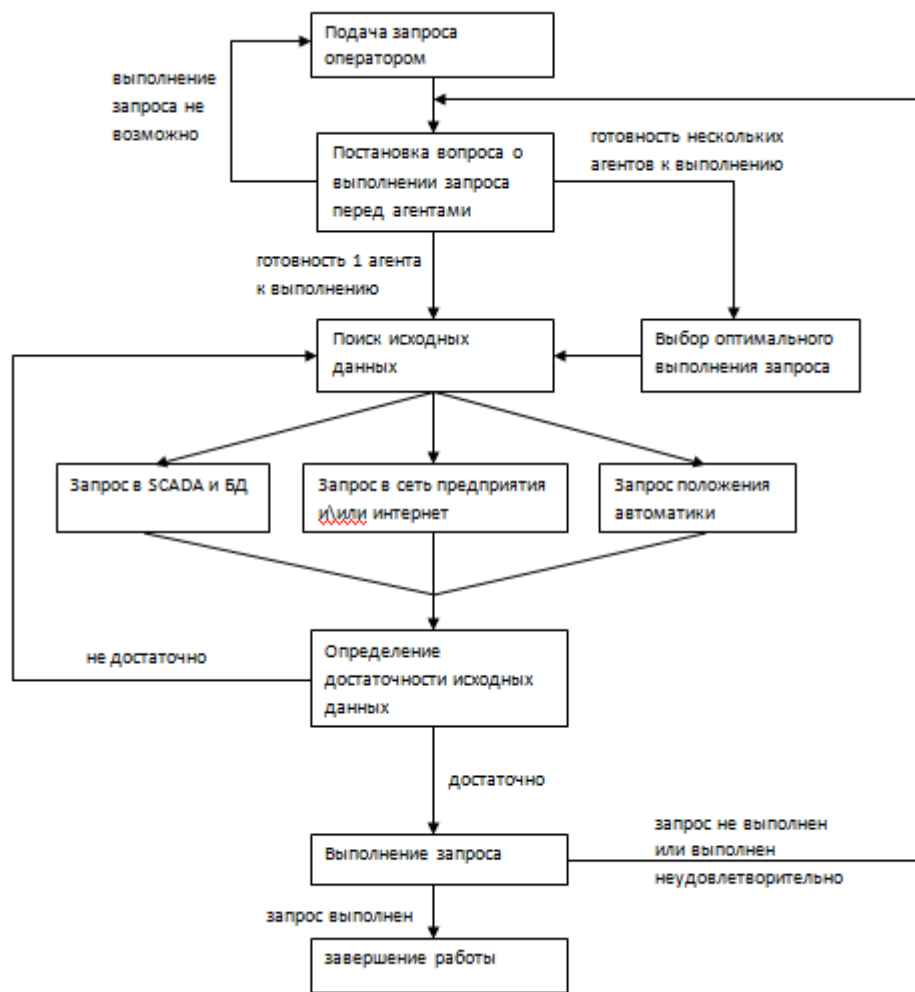 Подача запроса
оператором
выполнение
запроса не
возможно
Постановка вопроса о
выполнении запроса
перед агентами
готовность нескольких
агентов к выполнению
готовность 1 агента
к выполнению
Поиск исходных
данных
Выбор оптимального
выполнения запроса
Запрос в SCADA и БД
Запрос в сеть предприятия
и\или интернет
Запрос положения
автоматики
не достаточно
Определение
достаточности исходных
данных
достаточно
Выполнение запроса
запрос не выполнен
или выполнен
неудовлетворительно
запрос выполнен
завершение работы